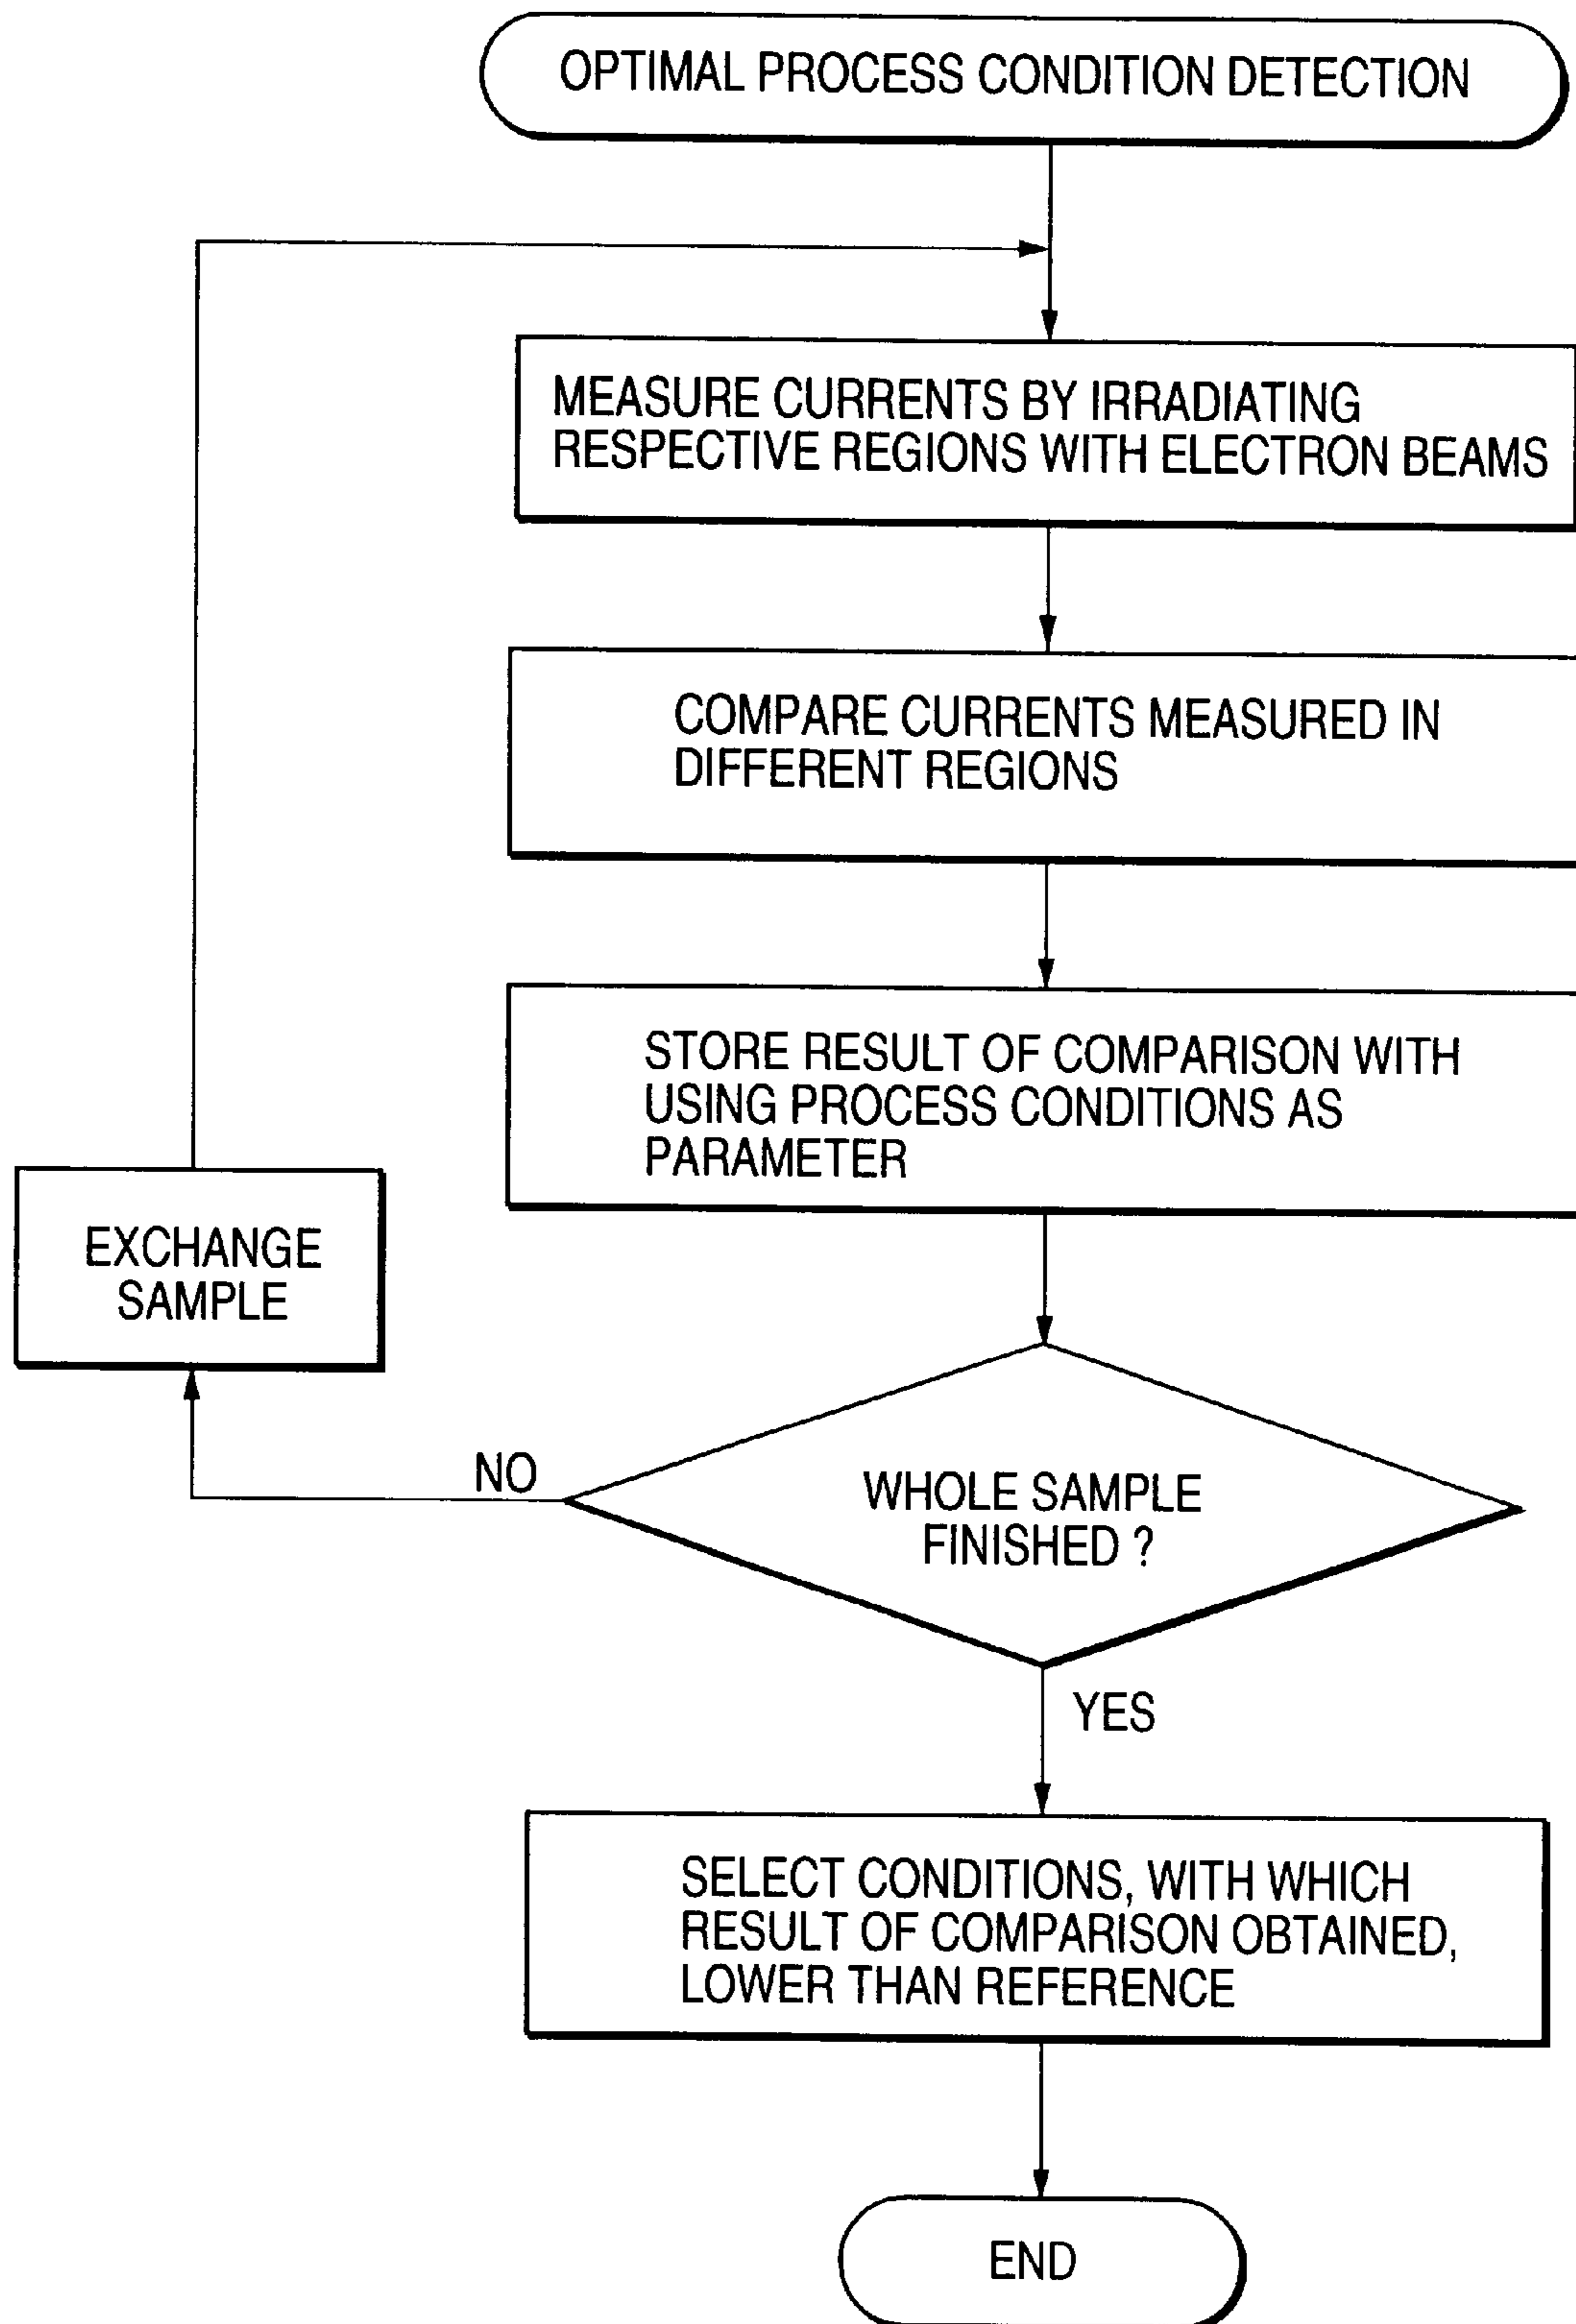 OPTIMAL PROCESS CONDITION DETECTION
MEASURE CURRENTS BY IRRADIATING
RESPECTIVE REGIONS WITH ELECTRON BEAMS
COMPARE CURRENTS MEASURED IN
DIFFERENT REGIONS
STORE RESULT OF COMPARISON WITH
USING PROCESS CONDITIONS AS
PARAMETER
EXCHANGE
SAMPLE
NO
WHOLE SAMPLE
FINISHED ?
YES
SELECT CONDITIONS, WITH WHICH
RESULT OF COMPARISON OBTAINED,
LOWER THAN REFERENCE
END